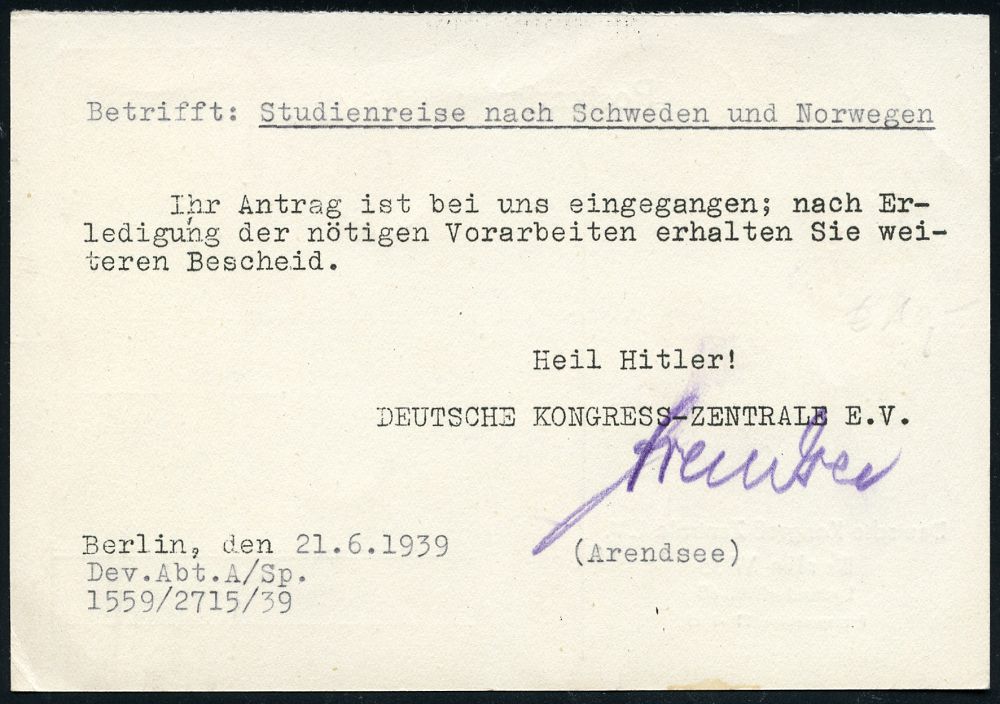 Betrifft: Studienreise nach Schweden und Norwegen
Ihr Antrag ist bei uns eingegangen; nach Er-
ledigung der nötigen Vorarbeiten erhalten Sie wei-
teren Bescheid.
Heil Hitler!
DEUTSCHE KONGRESS-ZENTRALE E.V.
Arendsee
Berlin, den 21.6.1939
(Arendsee)
Dev.Abt.A/Sp.
1559/2715/39